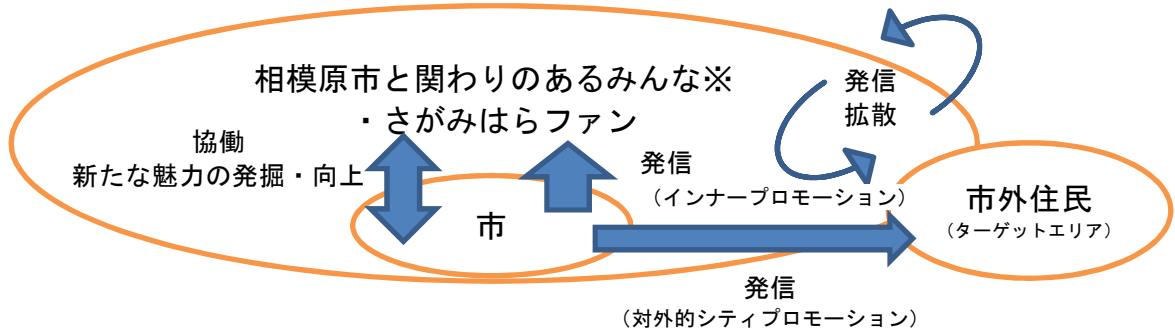 相模原市と関わりのあるみんな※
・さがみはらファン
発信
拡散
協働
新たな魅力の発掘・向上
発信
（インナープロモーション）
市
市外住民
（ターゲットエリア）
発信
（対外的シティプロモーション）